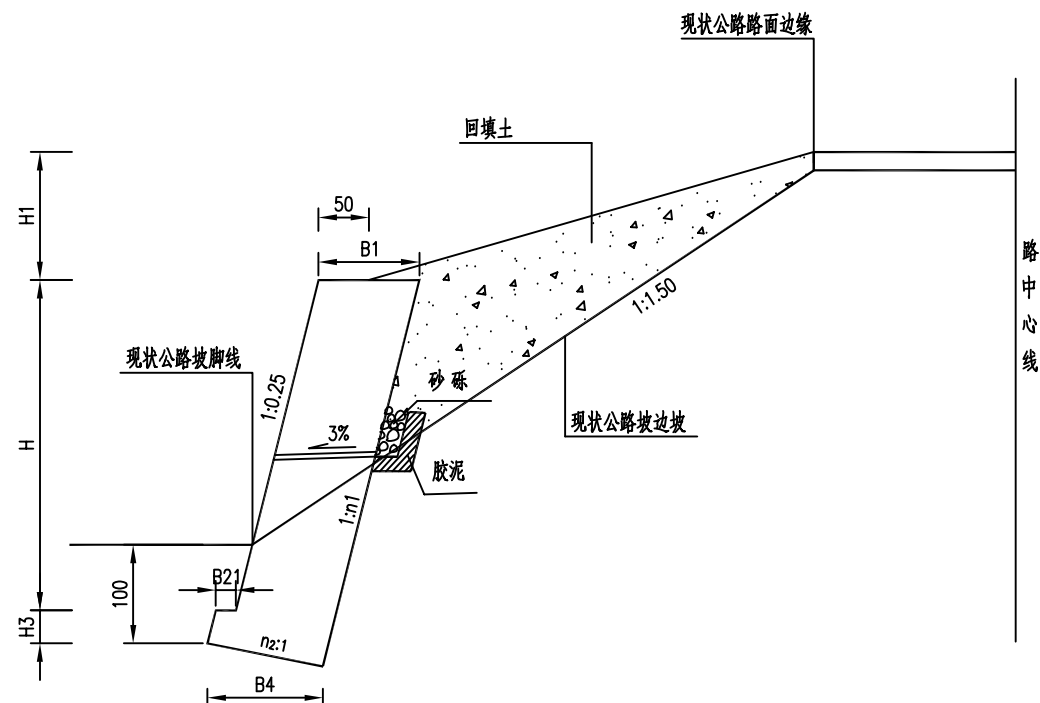 现状公路路面边缘
回填土
H1
50
B1
路中心线
1:1.50
现状公路坡脚线
砂砾
1:0.25
3%
现状公路坡边坡
H
胶泥
1:n1
B21
100
H3
n₂:1
B4